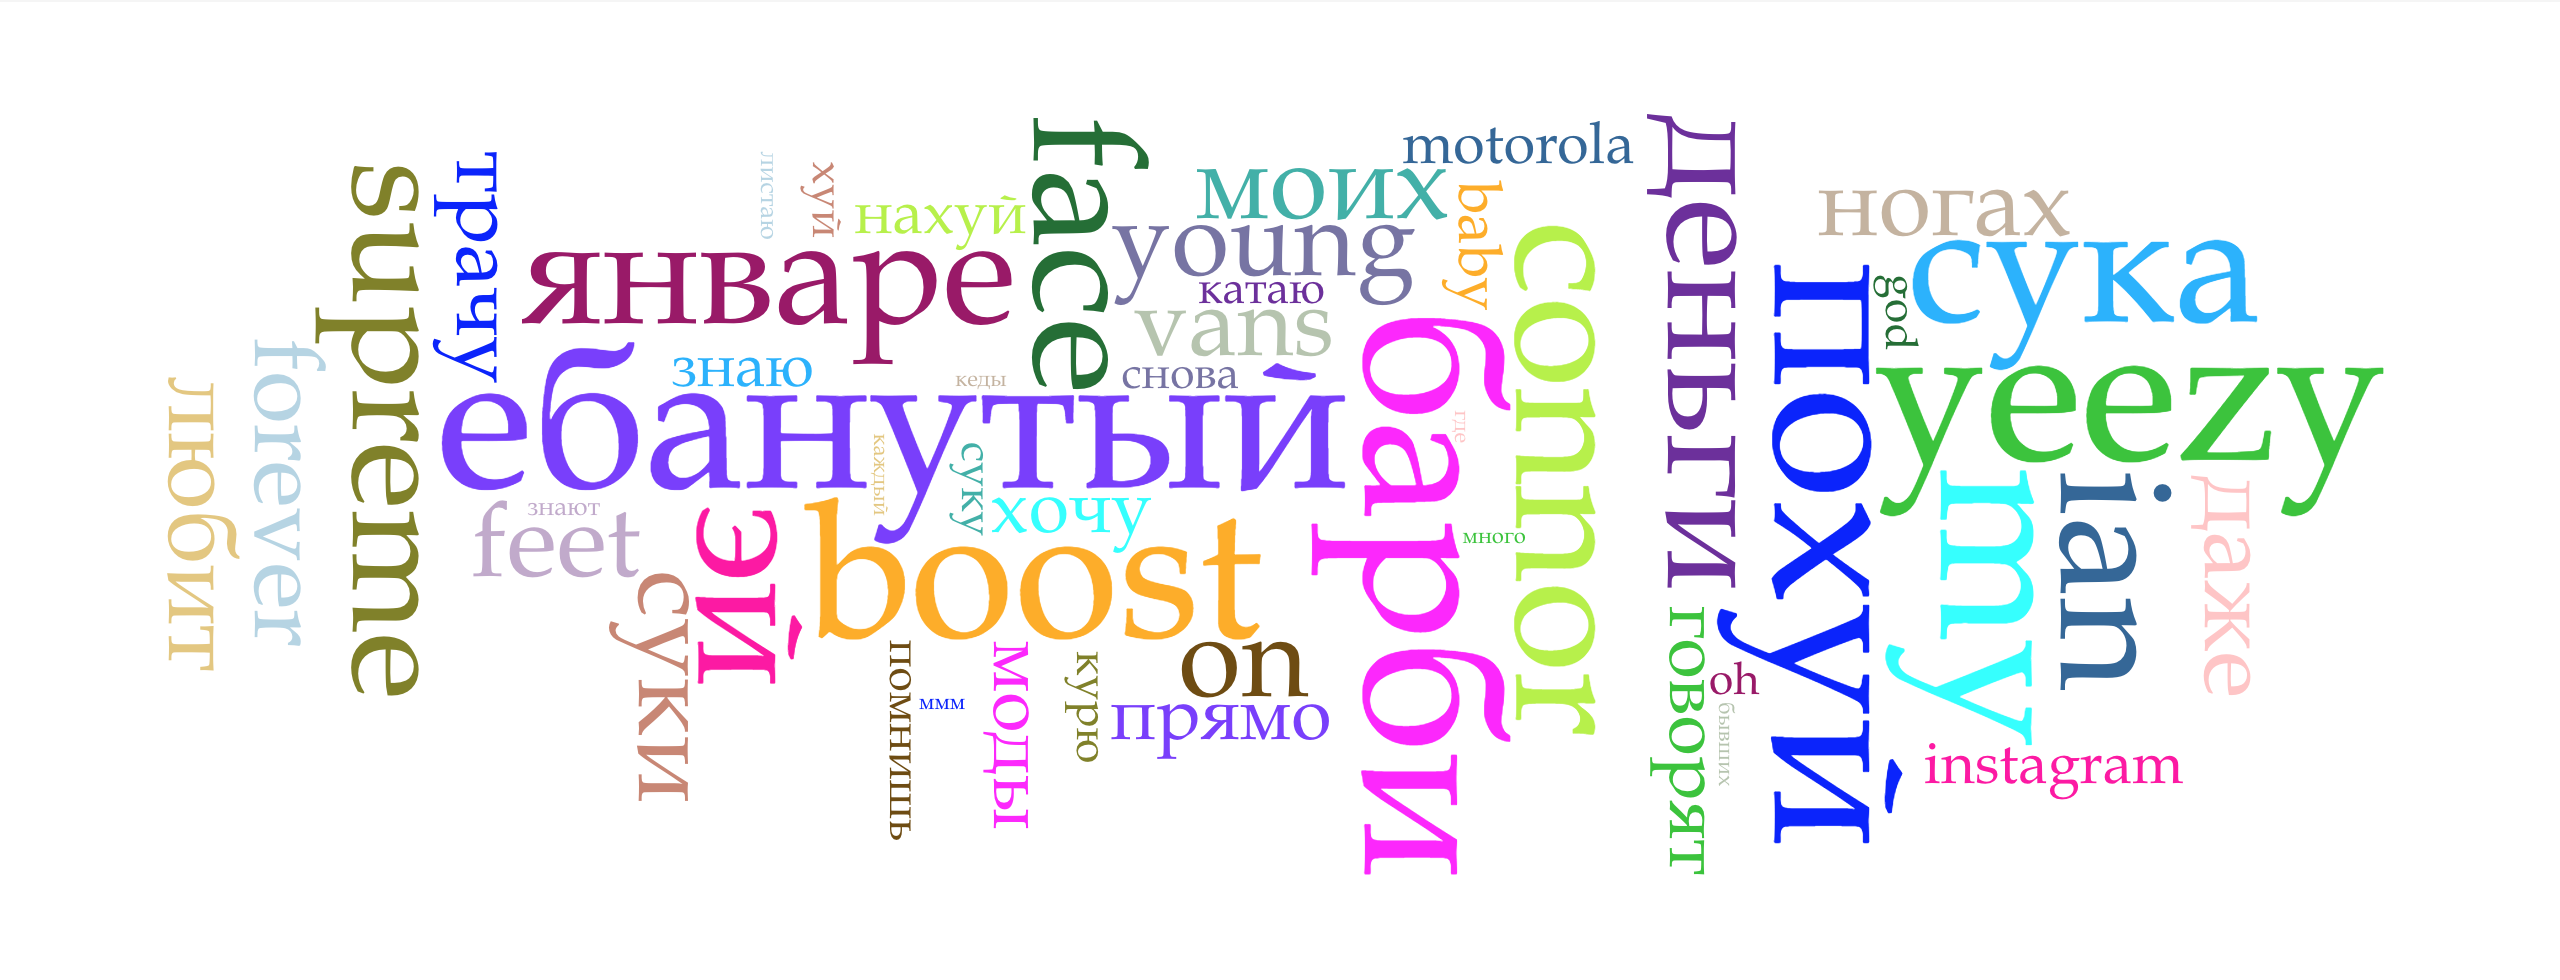 любит
forever
supreme
трачу
январе
листаю
хуй
нахуй
face
моих
young
катаю
vans
снова
motorola
baby
connor
деньги
ногах
сука
god
yeezy
похуй
знаю
кеды
ебанутый
каждый
суку
хочу
где
барби
много
знают
feet
суки
эй
boost
помнишь
ммм
моды
курю
on
прямо
говорят
oh
бывших
my
ian
даже
instagram